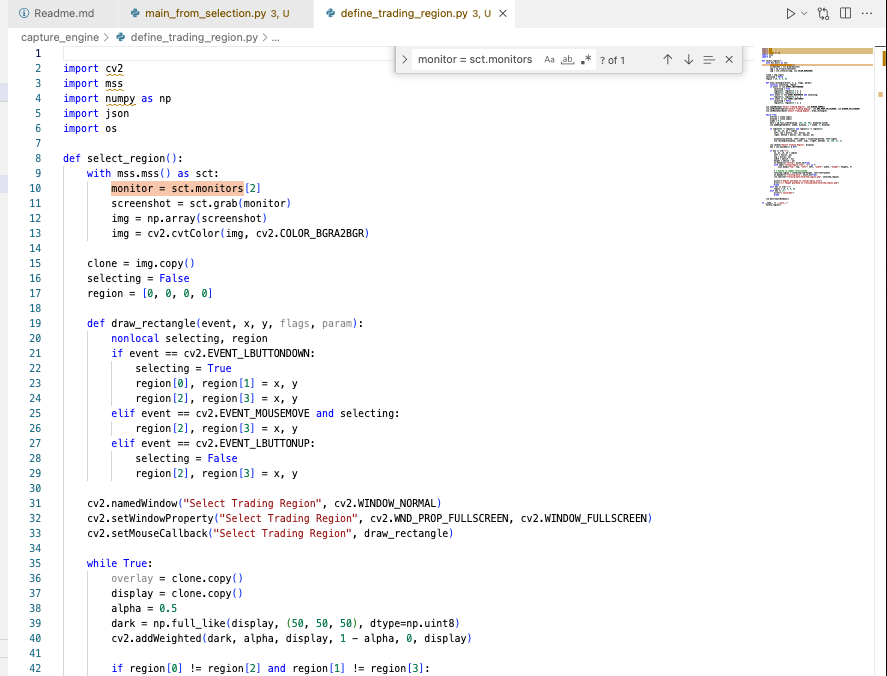 Readme.md
main_from_selection.py 3, U
define_trading_region.py 3, U
capture_engine > define_trading_region.py > ...
monitor = sct.monitors
Aa ab
? of 1
1
2 import cv2
3 import mss
4 import numpy as np
5 import json
6 import os
7
8 def select_region():
9 with mss.mss() as sct:
10 monitor = sct.monitors[2]
11 screenshot = sct.grab(monitor)
12 img = np.array(screenshot)
13 img = cv2.cvtColor(img, cv2.COLOR_BGRA2BGR)
14
15 clone = img.copy()
16 selecting = False
17 region = [0, 0, 0, 0]
18
19 def draw_rectangle(event, x, y, flags, param):
20 nonlocal selecting, region
21 if event == cv2.EVENT_LBUTTONDOWN:
22 selecting = True
23 region[0], region[1] = x, y
24 region[2], region[3] = x, y
25 elif event == cv2.EVENT_MOUSEMOVE and selecting:
26 region[2], region[3] = x, y
27 elif event == cv2.EVENT_LBUTTONUP:
28 selecting = False
29 region[2], region[3] = x, y
30
31 cv2.namedWindow("Select Trading Region", cv2.WINDOW_NORMAL)
32 cv2.setWindowProperty("Select Trading Region", cv2.WND_PROP_FULLSCREEN, cv2.WINDOW_FULLSCREEN)
33 cv2.setMouseCallback("Select Trading Region", draw_rectangle)
34
35 while True:
36 overlay = clone.copy()
37 display = clone.copy()
38 alpha = 0.5
39 dark = np.full_like(display, (50, 50, 50), dtype=np.uint8)
40 cv2.addWeighted(dark, alpha, display, 1 - alpha, 0, display)
41
42 if region[0] != region[2] and region[1] != region[3]: